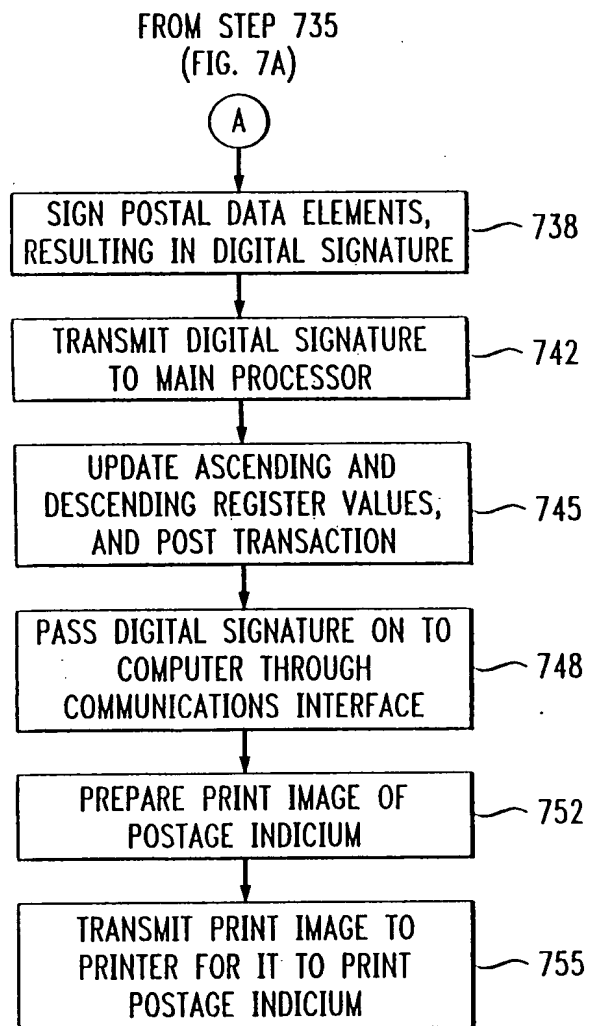 FROM STEP 735
(FIG. 7A)
A
SIGN POSTAL DATA ELEMENTS,
RESULTING IN DIGITAL SIGNATURE
738
TRANSMIT DIGITAL SIGNATURE
TO MAIN PROCESSOR
742
UPDATE ASCENDING AND
DESCENDING REGISTER VALUES,
AND POST TRANSACTION
745
PASS DIGITAL SIGNATURE ON TO
COMPUTER THROUGH
COMMUNICATIONS INTERFACE
748
PREPARE PRINT IMAGE OF
POSTAGE INDICIUM
752
TRANSMIT PRINT IMAGE TO
PRINTER FOR IT TO PRINT
POSTAGE INDICIUM
755